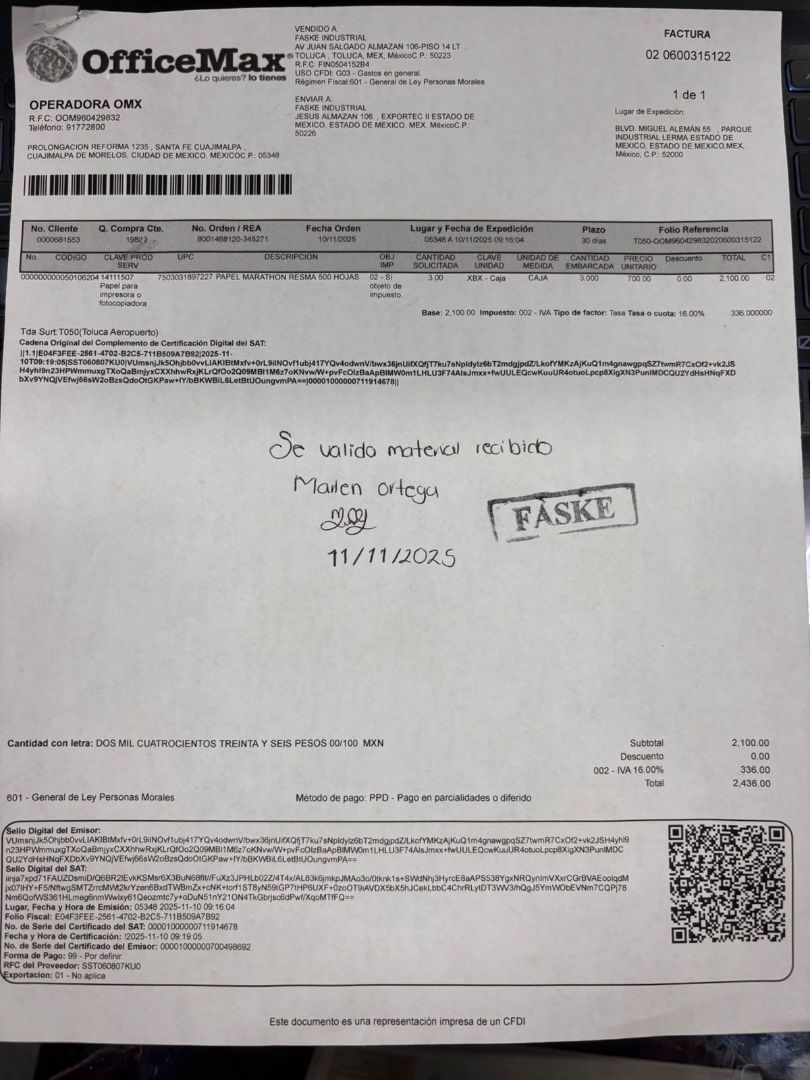 OfficeMax
¿Lo quieres? lo tienes
OPERADORA OMX
R.F.C: OOM960429832
Teléfono: 91772800
PROLONGACION REFORMA 1235 , SANTA FE CUAJIMALPA ,
CUAJIMALPA DE MORELOS, CIUDAD DE MEXICO, MEXICOC.P.: 05348
VENDIDO A:
FASKE INDUSTRIAL
AV JUAN SALGADO ALMAZAN 106-PISO 14 LT .
TOLUCA , TOLUCA, MEX, MéxicoC.P.: 50223
R.F.C: FIN0504152B4
USO CFDI: G03 - Gastos en general.
Régimen Fiscal:601 - General de Ley Personas Morales
ENVIAR A:
FASKE INDUSTRIAL
JESUS ALMAZAN 106 , EXPORTEC II ESTADO DE
MEXICO, ESTADO DE MEXICO, MEX, MéxicoC.P.:
50226
FACTURA
02 0600315122
1 de 1
Lugar de Expedición:
BLVD. MIGUEL ALEMÁN 55 , PARQUE
INDUSTRIAL LERMA ESTADO DE
MEXICO, ESTADO DE MEXICO,MEX,
México, C.P.: 52000
No. Cliente Q. Compra Cte. No. Orden / REA Fecha Orden Lugar y Fecha de Expedición Plazo Folio Referencia
0000681553 8001468120-345271 10/11/2025 05348 A 10/11/2025 09:16:04 30 días T050-OOM9604298320200600315122
No. CODIGO CLAVE PROD SERV UPC DESCRIPCION OBJ IMP CANTIDAD SOLICITADA CLAVE UNIDAD UNIDAD DE MEDIDA CANTIDAD EMBARCADA PRECIO UNITARIO Descuento TOTAL C1
000000000050106204 14111507 7503031897227 PAPEL MARATHON RESMA 500 HOJAS 02 - Sí 3.00 XBX - Caja CAJA 3.000 700.00 0.00 2,100.00 02
Papel para objeto de
impresora o impuesto.
fotocopiadora
Base: 2,100.00 Impuesto: 002 - IVA Tipo de factor: Tasa Tasa o cuota: 16.00% 336.000000
Tda Surt:T050(Toluca Aeropuerto)
Cadena Original del Complemento de Certificación Digital del SAT:
||1.1|E04F3FEE-2561-4702-B2C5-711B509A7B92|2025-11-
Se valido material recibido
Marlen ortega
11/11/2025
FASKE
Cantidad con letra: DOS MIL CUATROCIENTOS TREINTA Y SEIS PESOS 00/100 MXN
Subtotal 2,100.00
Descuento 0.00
002 - IVA 16.00% 336.00
Total 2,436.00
601 - General de Ley Personas Morales Método de pago: PPD - Pago en parcialidades o diferido
Sello Digital del Emisor:
Sello Digital del SAT:
Lugar, Fecha y Hora de Emisión: 05348 2025-11-10 09:16:04
Folio Fiscal: E04F3FEE-2561-4702-B2C5-711B509A7B92
No. de Serie del Certificado del SAT: 00001000000711914678
Fecha y Hora de Certificación: !2025-11-10 09:19:05
No. de Serie del Certificado del Emisor: 00001000000700498692
Forma de Pago: 99 - Por definir
RFC del Proveedor: SST060807KU0
Exportacion: 01 - No aplica
Este documento es una representación impresa de un CFDI